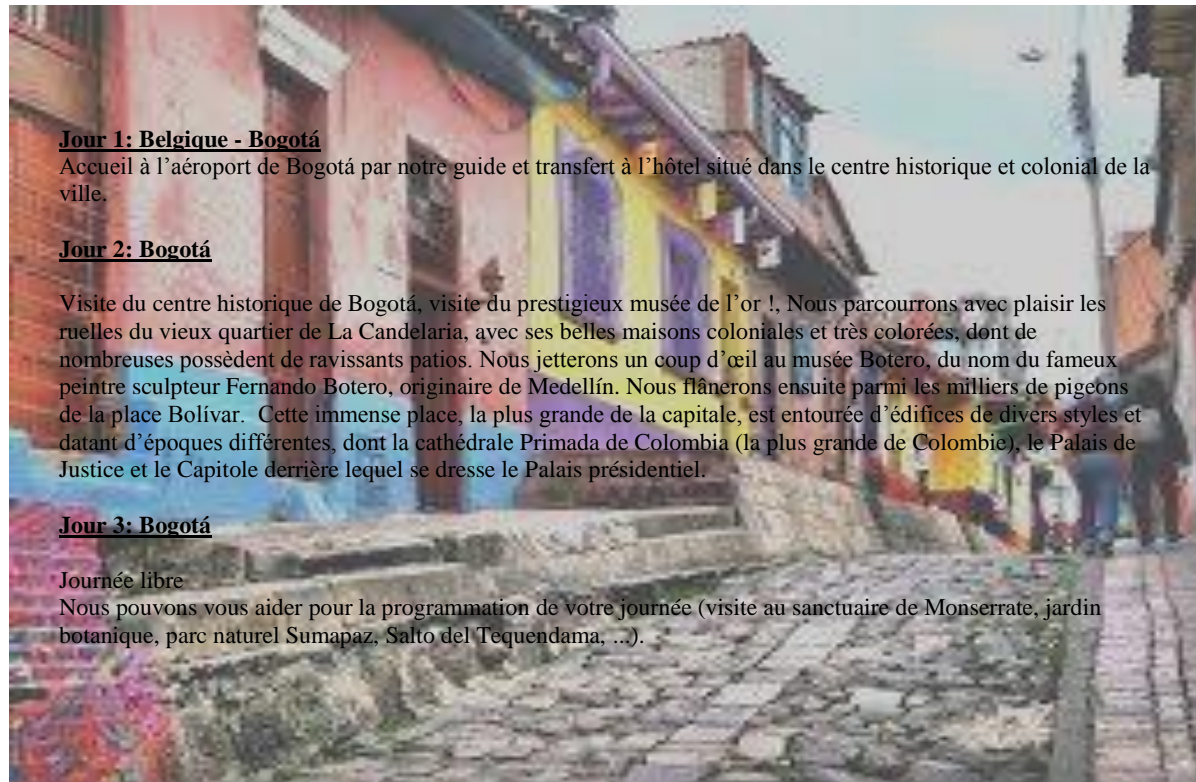 Jour 1: Belgique - Bogotá
Accueil à l’aéroport de Bogotá par notre guide et transfert à l’hôtel situé dans le centre historique et colonial de la
ville.
Jour 2: Bogotá
Visite du centre historique de Bogotá, visite du prestigieux musée de l’or !, Nous parcourrons avec plaisir les
ruelles du vieux quartier de La Candelaria, avec ses belles maisons coloniales et très colorées, dont de
nombreuses possèdent de ravissants patios. Nous jetterons un coup d’œil au musée Botero, du nom du fameux
peintre sculpteur Fernando Botero, originaire de Medellín. Nous flânerons ensuite parmi les milliers de pigeons
de la place Bolívar.  Cette immense place, la plus grande de la capitale, est entourée d’édifices de divers styles et
datant d’époques différentes, dont la cathédrale Primada de Colombia (la plus grande de Colombie), le Palais de
Justice et le Capitole derrière lequel se dresse le Palais présidentiel.
Jour 3: Bogotá
Journée libre
Nous pouvons vous aider pour la programmation de votre journée (visite au sanctuaire de Monserrate, jardin
botanique, parc naturel Sumapaz, Salto del Tequendama, ...).